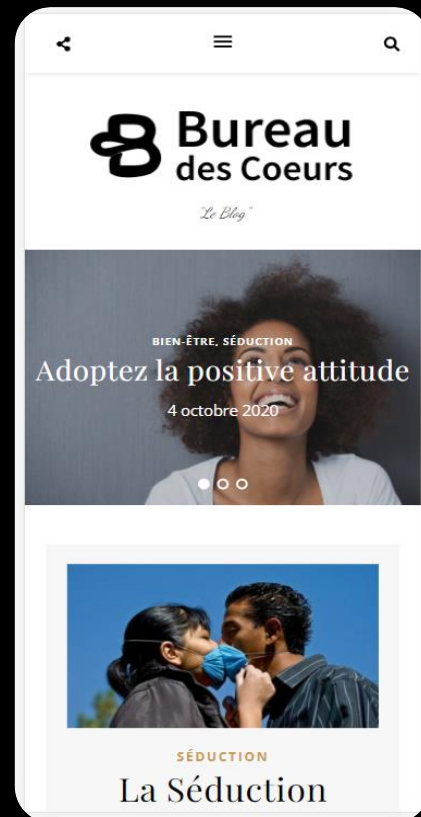 Bureau
des Coeurs
"Le Blog"
BIEN-ÊTRE, SÉDUCTION
Adoptez la positive attitude
4 octobre 2020
SÉDUCTION
La Séduction